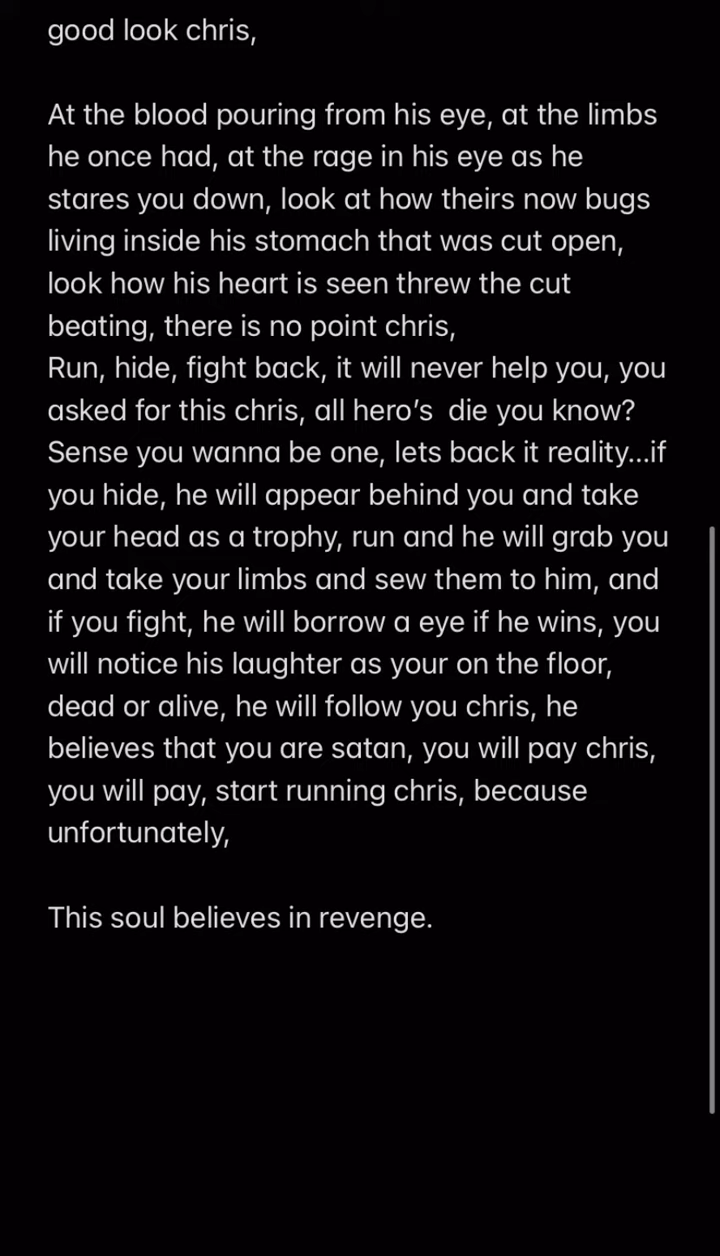 good look chris,
At the blood pouring from his eye, at the limbs
he once had, at the rage in his eye as he
stares you down, look at how theirs now bugs
living inside his stomach that was cut open,
look how his heart is seen threw the cut
beating, there is no point chris,
Run, hide, fight back, it will never help you, you
asked for this chris, all hero’s  die you know?
Sense you wanna be one, lets back it reality...if
you hide, he will appear behind you and take
your head as a trophy, run and he will grab you
and take your limbs and sew them to him, and
if you fight, he will borrow a eye if he wins, you
will notice his laughter as your on the floor,
dead or alive, he will follow you chris, he
believes that you are satan, you will pay chris,
you will pay, start running chris, because
unfortunately,
This soul believes in revenge.